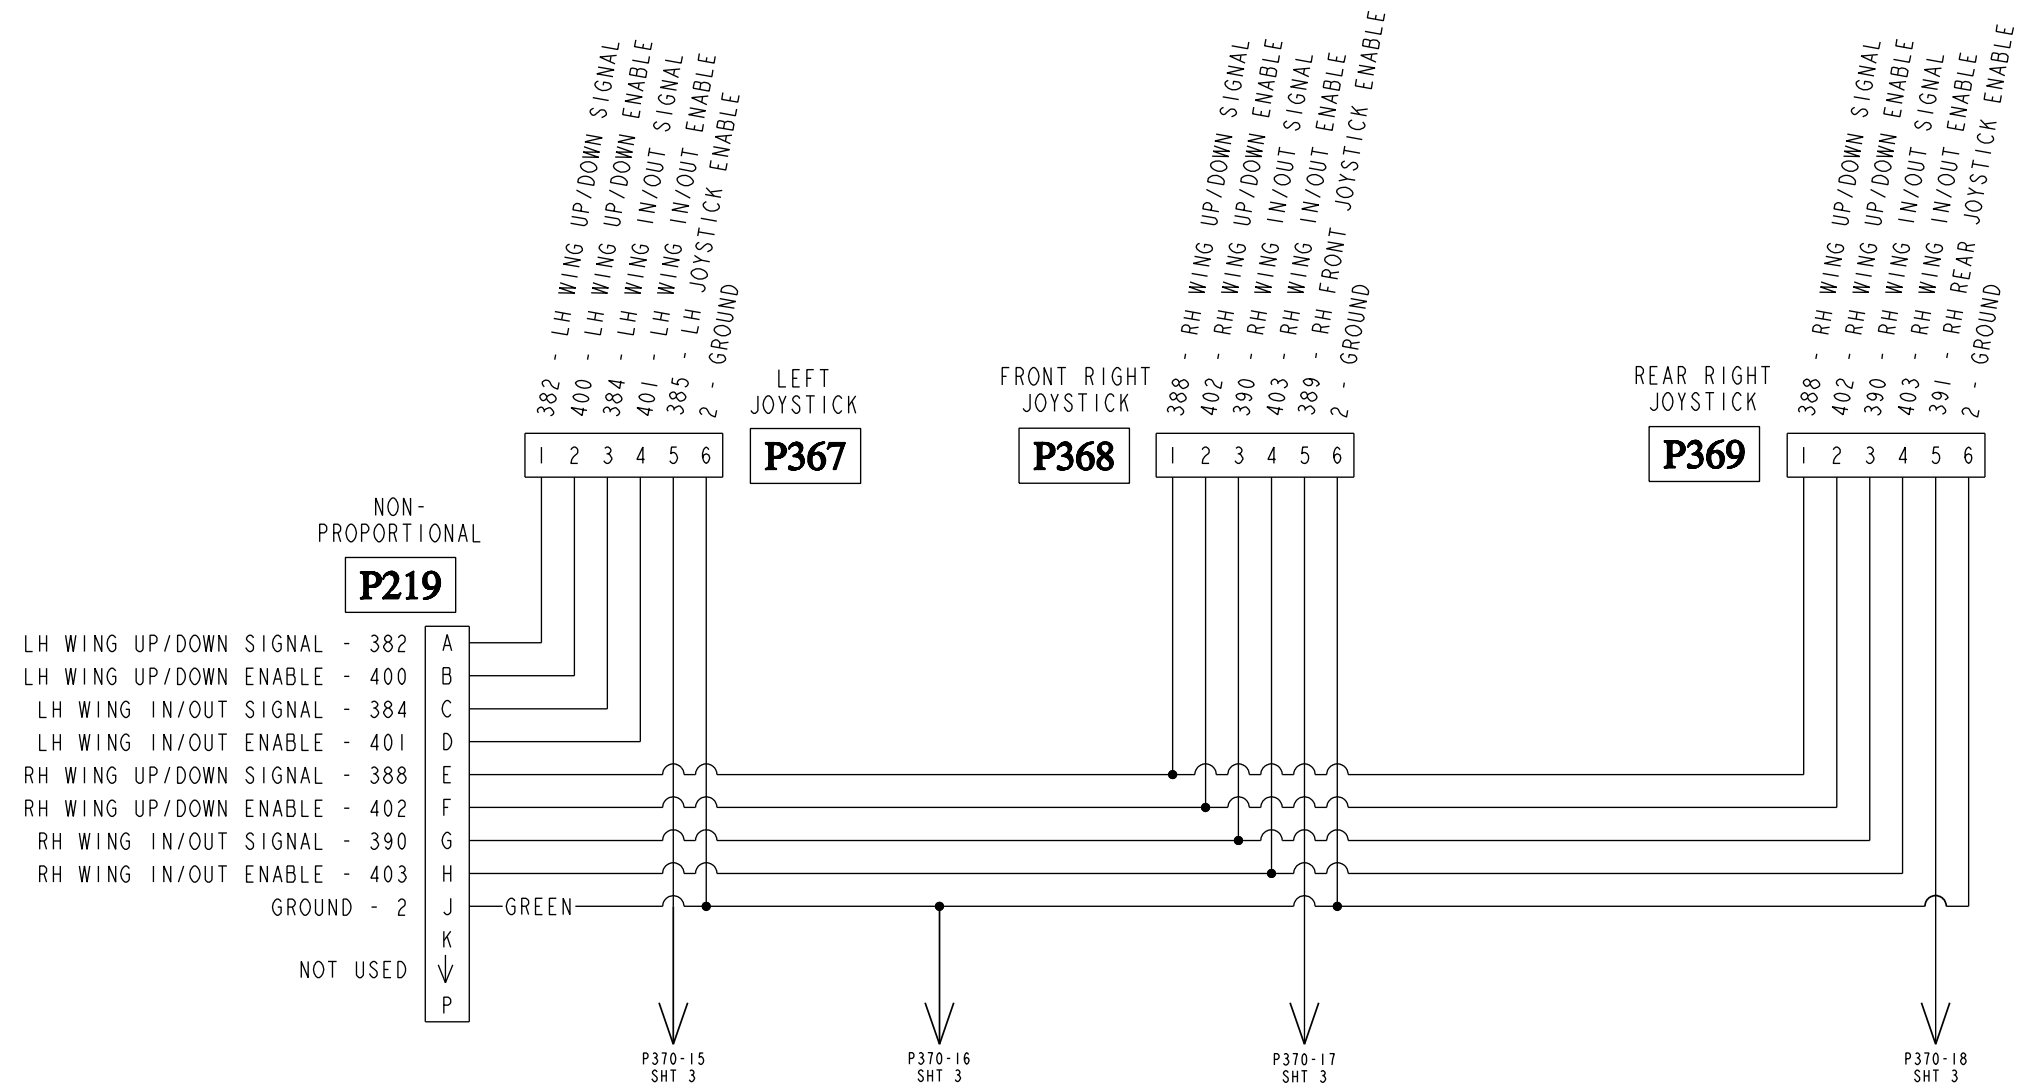 382 - LH WING UP/DOWN SIGNAL
400 - LH WING UP/DOWN ENABLE
384 - LH WING IN/OUT SIGNAL
401 - LH WING IN/OUT ENABLE
385 - LH JOYSTICK ENABLE
2 - GROUND
LEFT
JOYSTICK
P367
1 2 3 4 5 6
388 - RH WING UP/DOWN SIGNAL
402 - RH WING UP/DOWN ENABLE
390 - RH WING IN/OUT SIGNAL
403 - RH WING IN/OUT ENABLE
389 - RH FRONT JOYSTICK ENABLE
2 - GROUND
FRONT RIGHT
JOYSTICK
P368
1 2 3 4 5 6
388 - RH WING UP/DOWN SIGNAL
402 - RH WING UP/DOWN ENABLE
390 - RH WING IN/OUT SIGNAL
403 - RH WING IN/OUT ENABLE
391 - RH REAR JOYSTICK ENABLE
2 - GROUND
REAR RIGHT
JOYSTICK
P369
1 2 3 4 5 6
NON-
PROPORTIONAL
P219
LH WING UP/DOWN SIGNAL - 382 A
LH WING UP/DOWN ENABLE - 400 B
LH WING IN/OUT SIGNAL - 384 C
LH WING IN/OUT ENABLE - 401 D
RH WING UP/DOWN SIGNAL - 388 E
RH WING UP/DOWN ENABLE - 402 F
RH WING IN/OUT SIGNAL - 390 G
RH WING IN/OUT ENABLE - 403 H
GROUND - 2 J GREEN
K
NOT USED
P
P370-15
SHT 3
P370-16
SHT 3
P370-17
SHT 3
P370-18
SHT 3